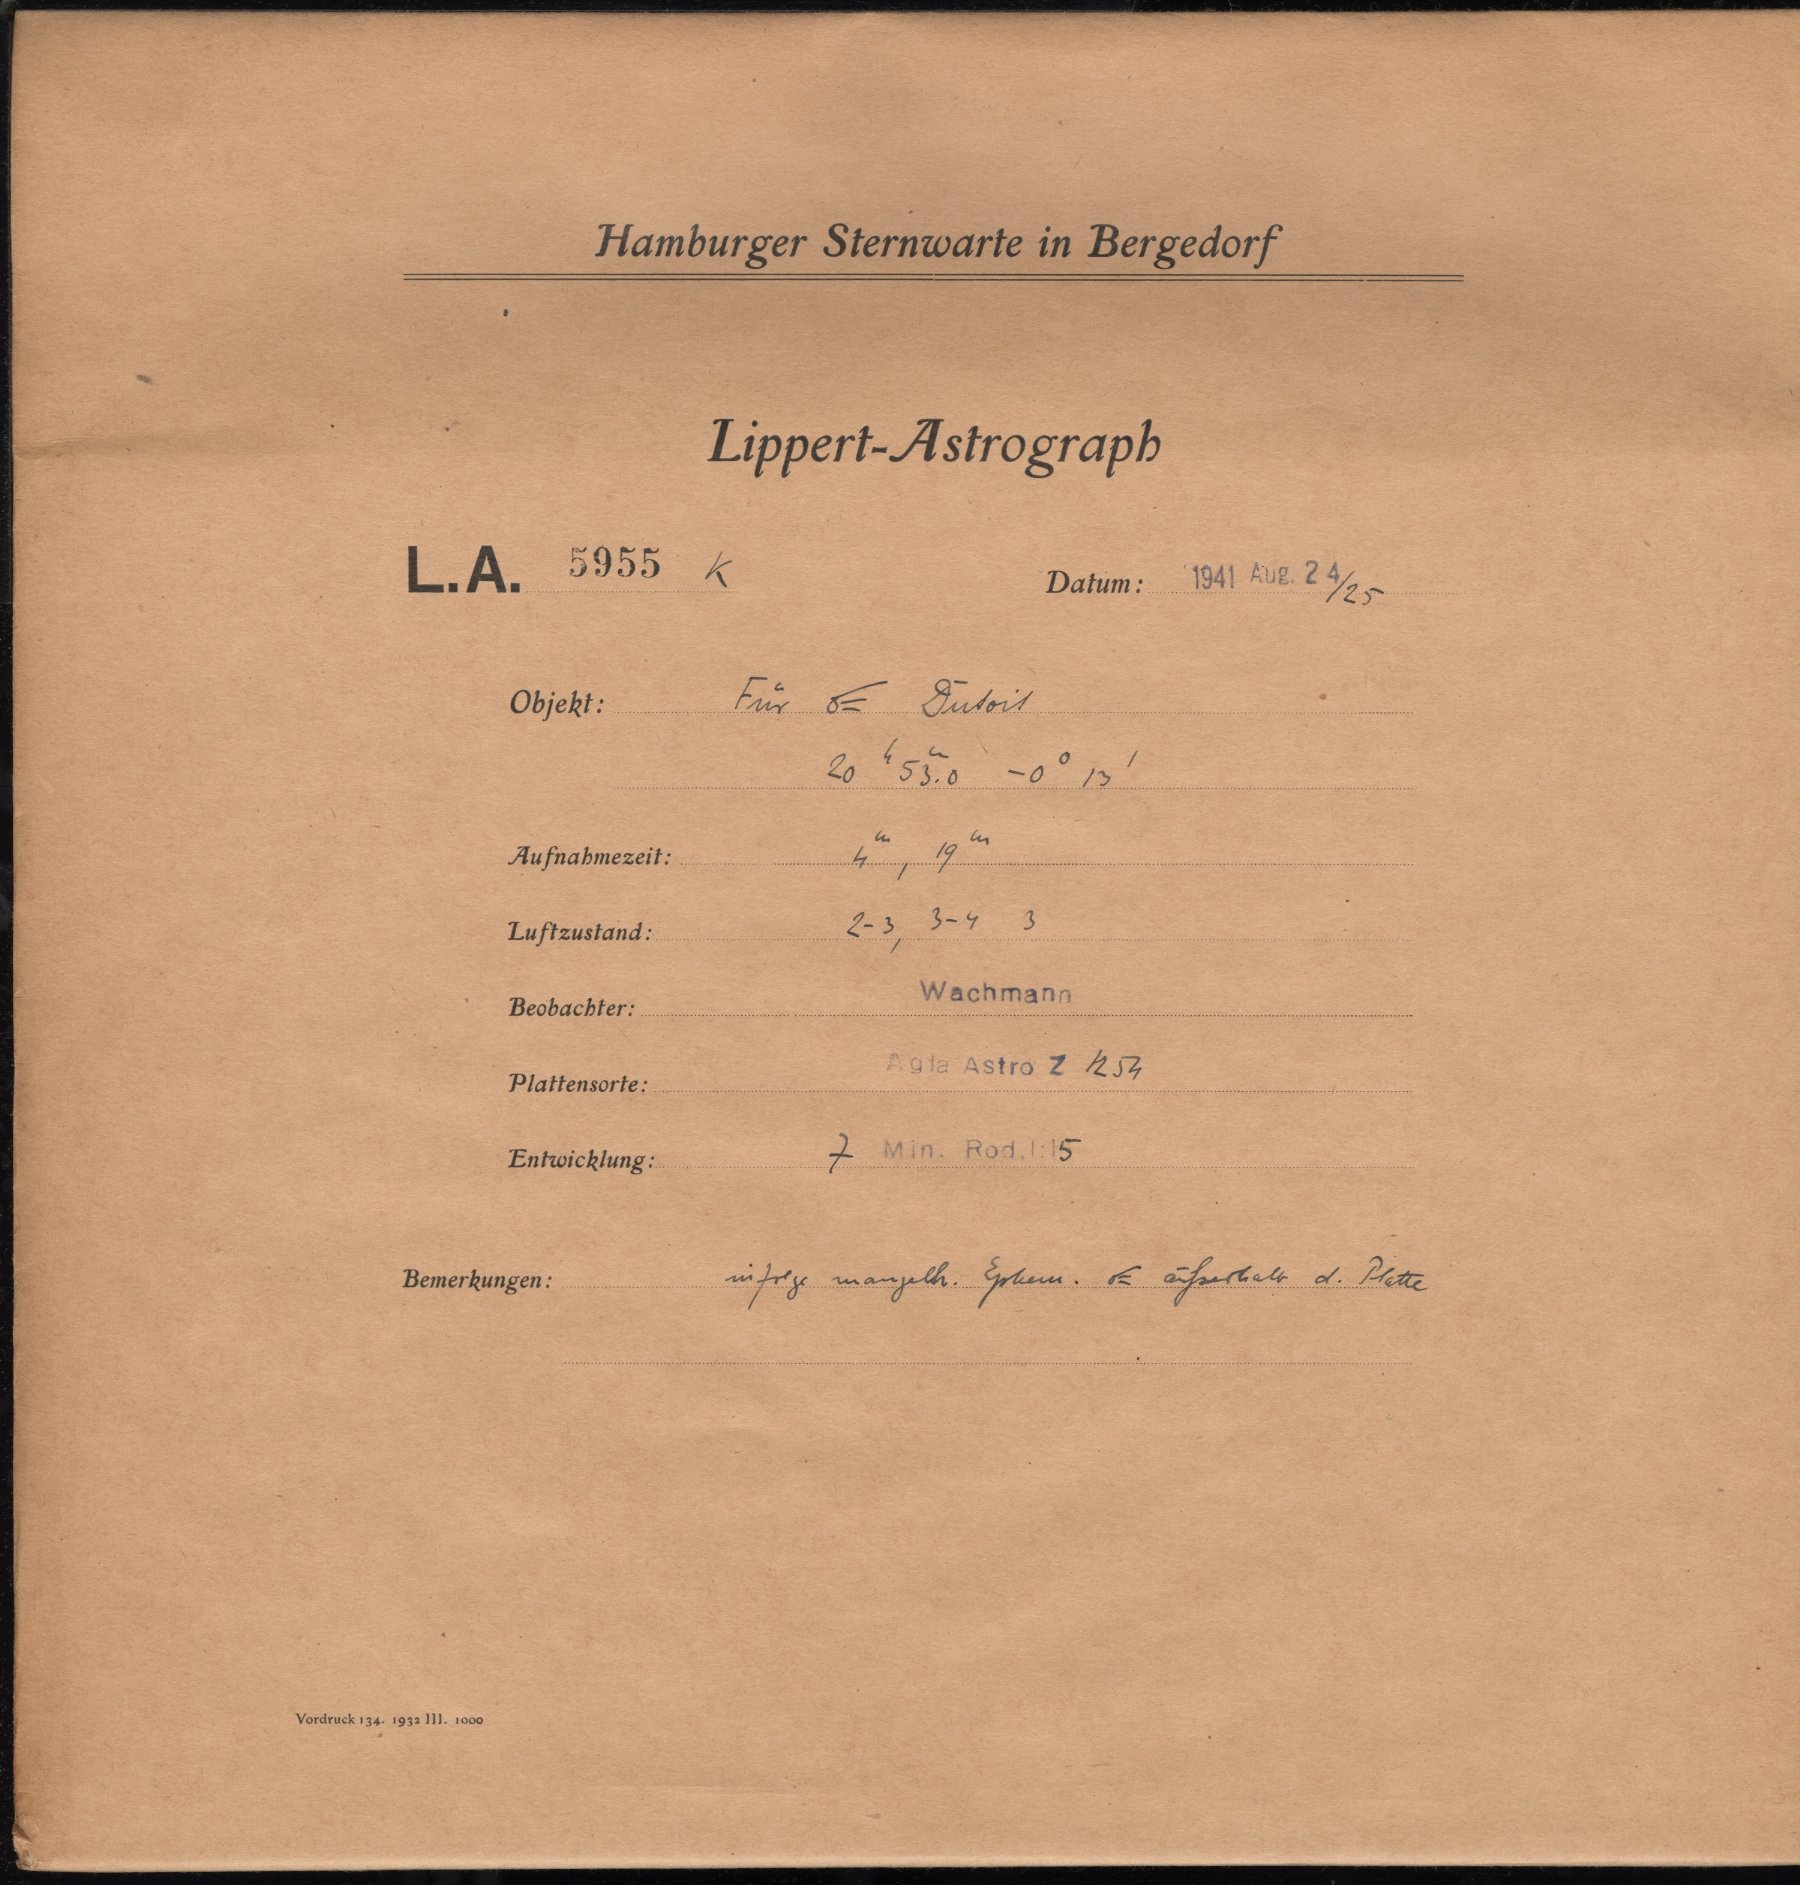 Hamburger Sternwarte in Bergedorf
Lippert-Astrograph
L.A. 5955 K Datum: 1941 Aug. 24/25
Objekt: Für ☄ Dutoit
20ʰ 53ᵐ.0 -0° 13'
Aufnahmezeit: 4ᵐ, 19ᵐ
Luftzustand: 2-3, 3-4 3
Beobachter: Wachmann
Plattensorte: Agfa Astro Z 1254
Entwicklung: 7 Min. Rod. 1:15
Bemerkungen: infolge mangelh. Ephem. ☄ außerhalb d. Platte
Vordruck 134. 1932 III. 1000